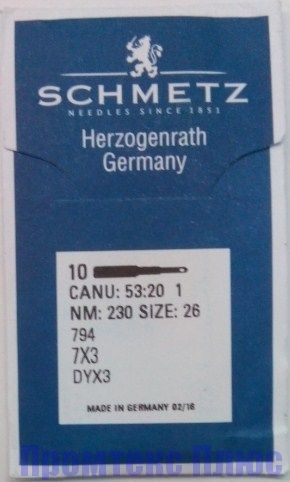 SCHMETZ
NEEDLES SINCE 1851
Herzogenrath
Germany
10
CANU: 53:20 1
NM: 230 SIZE: 26
794
7X3
DYX3
MADE IN GERMANY 02/16
Промтекс Плюс